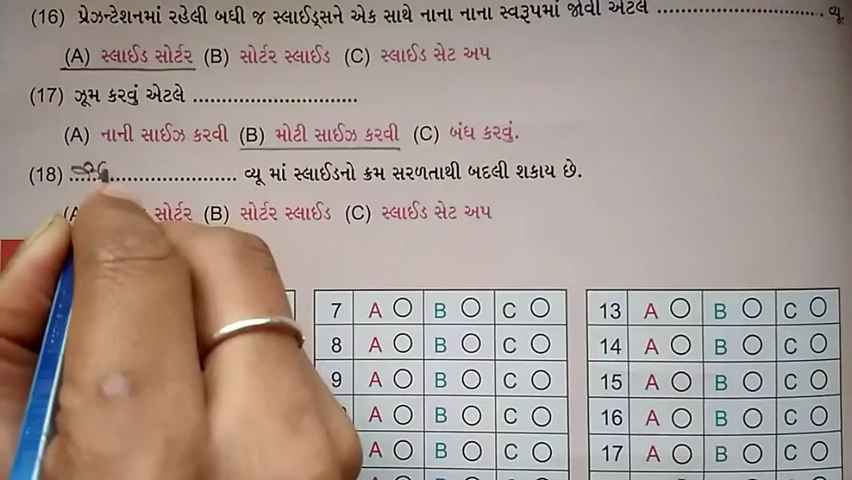 (16) પ્રેઝન્ટેશનમાં રહેલી બધી જ સ્લાઈડ્સને એક સાથે નાના નાના સ્વરૂપમાં જોવી એટલે ............................ વ્યૂ
(A) સ્લાઈડ સોર્ટર (B) સોર્ટર સ્લાઈડ (C) સ્લાઈડ સેટ અપ
(17) ઝૂમ કરવું એટલે ............................
(A) નાની સાઈઝ કરવી (B) મોટી સાઈઝ કરવી (C) બંધ કરવું.
(18) ............................ વ્યૂ માં સ્લાઈડનો ક્રમ સરળતાથી બદલી શકાય છે.
(A સોર્ટર (B) સોર્ટર સ્લાઈડ (C) સ્લાઈડ સેટ અપ
7 A B C 13 A B C
8 A B C 14 A B C
9 A B C 15 A B C
A B C 16 A B C
A B C 17 A B C